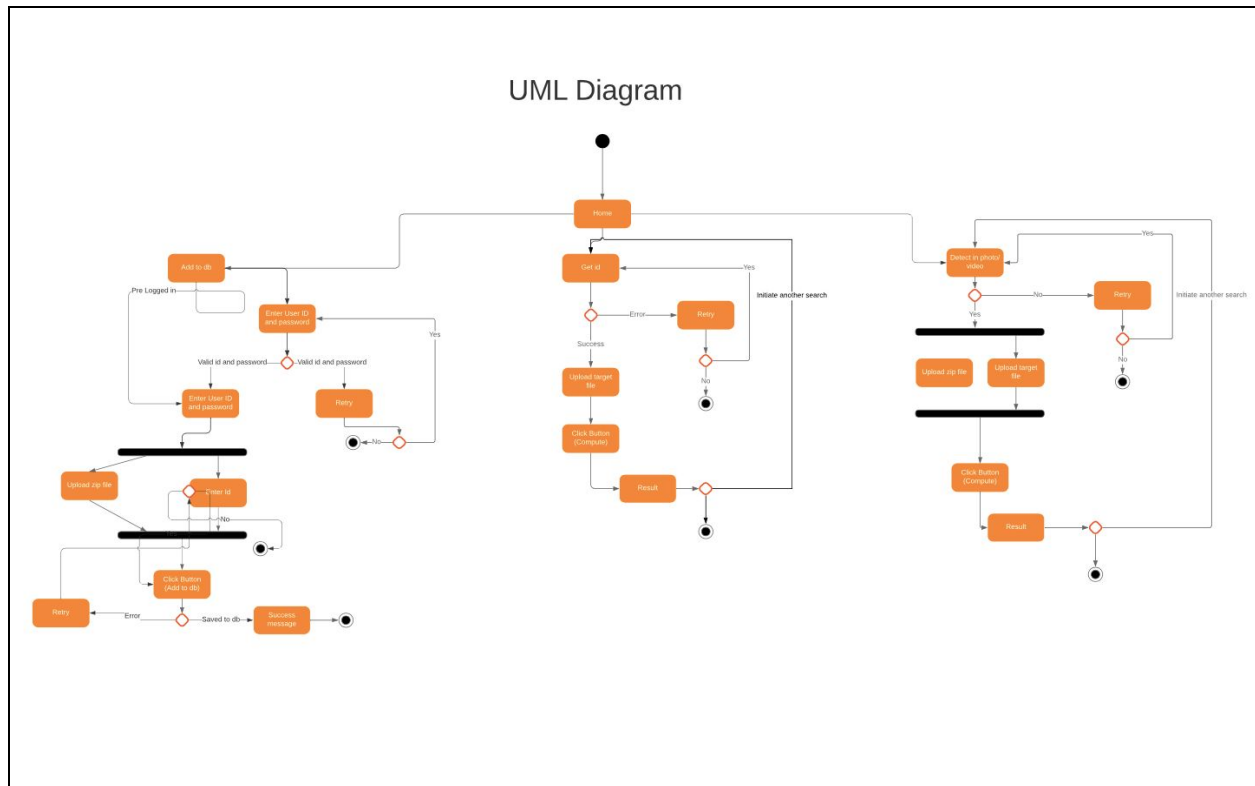 UML Diagram
Home
Add to db
Pre Logged in
Enter User ID
and password
Yes
Valid id and password
Valid id and password
Enter User ID
and password
Retry
No
Upload zip file
Enter Id
No
Click Button
(Add to db)
Retry
Error
Saved to db
Success
message
Get id
Yes
Initiate another search
Error
Retry
Success
No
Upload target
file
Click Button
(Compute)
Result
Detect in photo/
video
Yes
No
Retry
Initiate another search
Yes
No
Upload zip file
Upload target
file
Click Button
(Compute)
Result